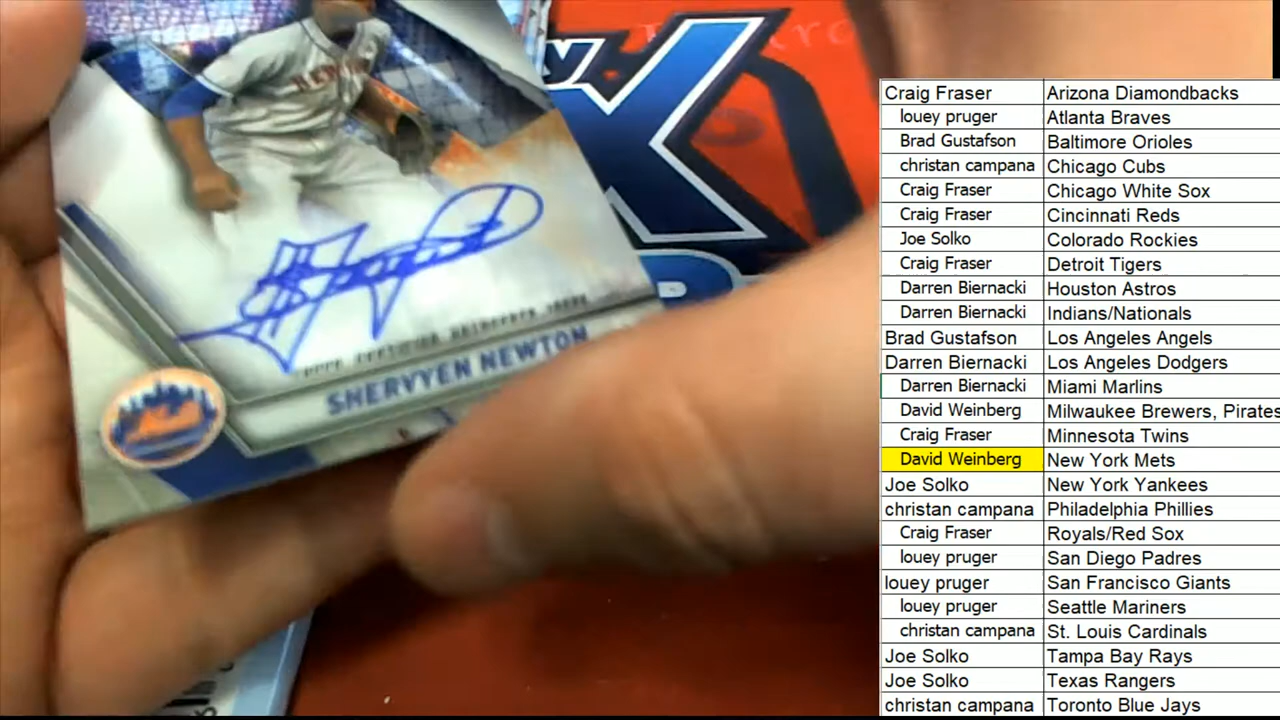 NEW
TOPPS CERTIFIED AUTOGRAPH ISSUE
SHERVYEN NEWTON
Craig Fraser Arizona Diamondbacks
louey pruger Atlanta Braves
Brad Gustafson Baltimore Orioles
christan campana Chicago Cubs
Craig Fraser Chicago White Sox
Craig Fraser Cincinnati Reds
Joe Solko Colorado Rockies
Craig Fraser Detroit Tigers
Darren Biernacki Houston Astros
Darren Biernacki Indians/Nationals
Brad Gustafson Los Angeles Angels
Darren Biernacki Los Angeles Dodgers
Darren Biernacki Miami Marlins
David Weinberg Milwaukee Brewers, Pirates
Craig Fraser Minnesota Twins
David Weinberg New York Mets
Joe Solko New York Yankees
christan campana Philadelphia Phillies
Craig Fraser Royals/Red Sox
louey pruger San Diego Padres
louey pruger San Francisco Giants
louey pruger Seattle Mariners
christan campana St. Louis Cardinals
Joe Solko Tampa Bay Rays
Joe Solko Texas Rangers
christan campana Toronto Blue Jays